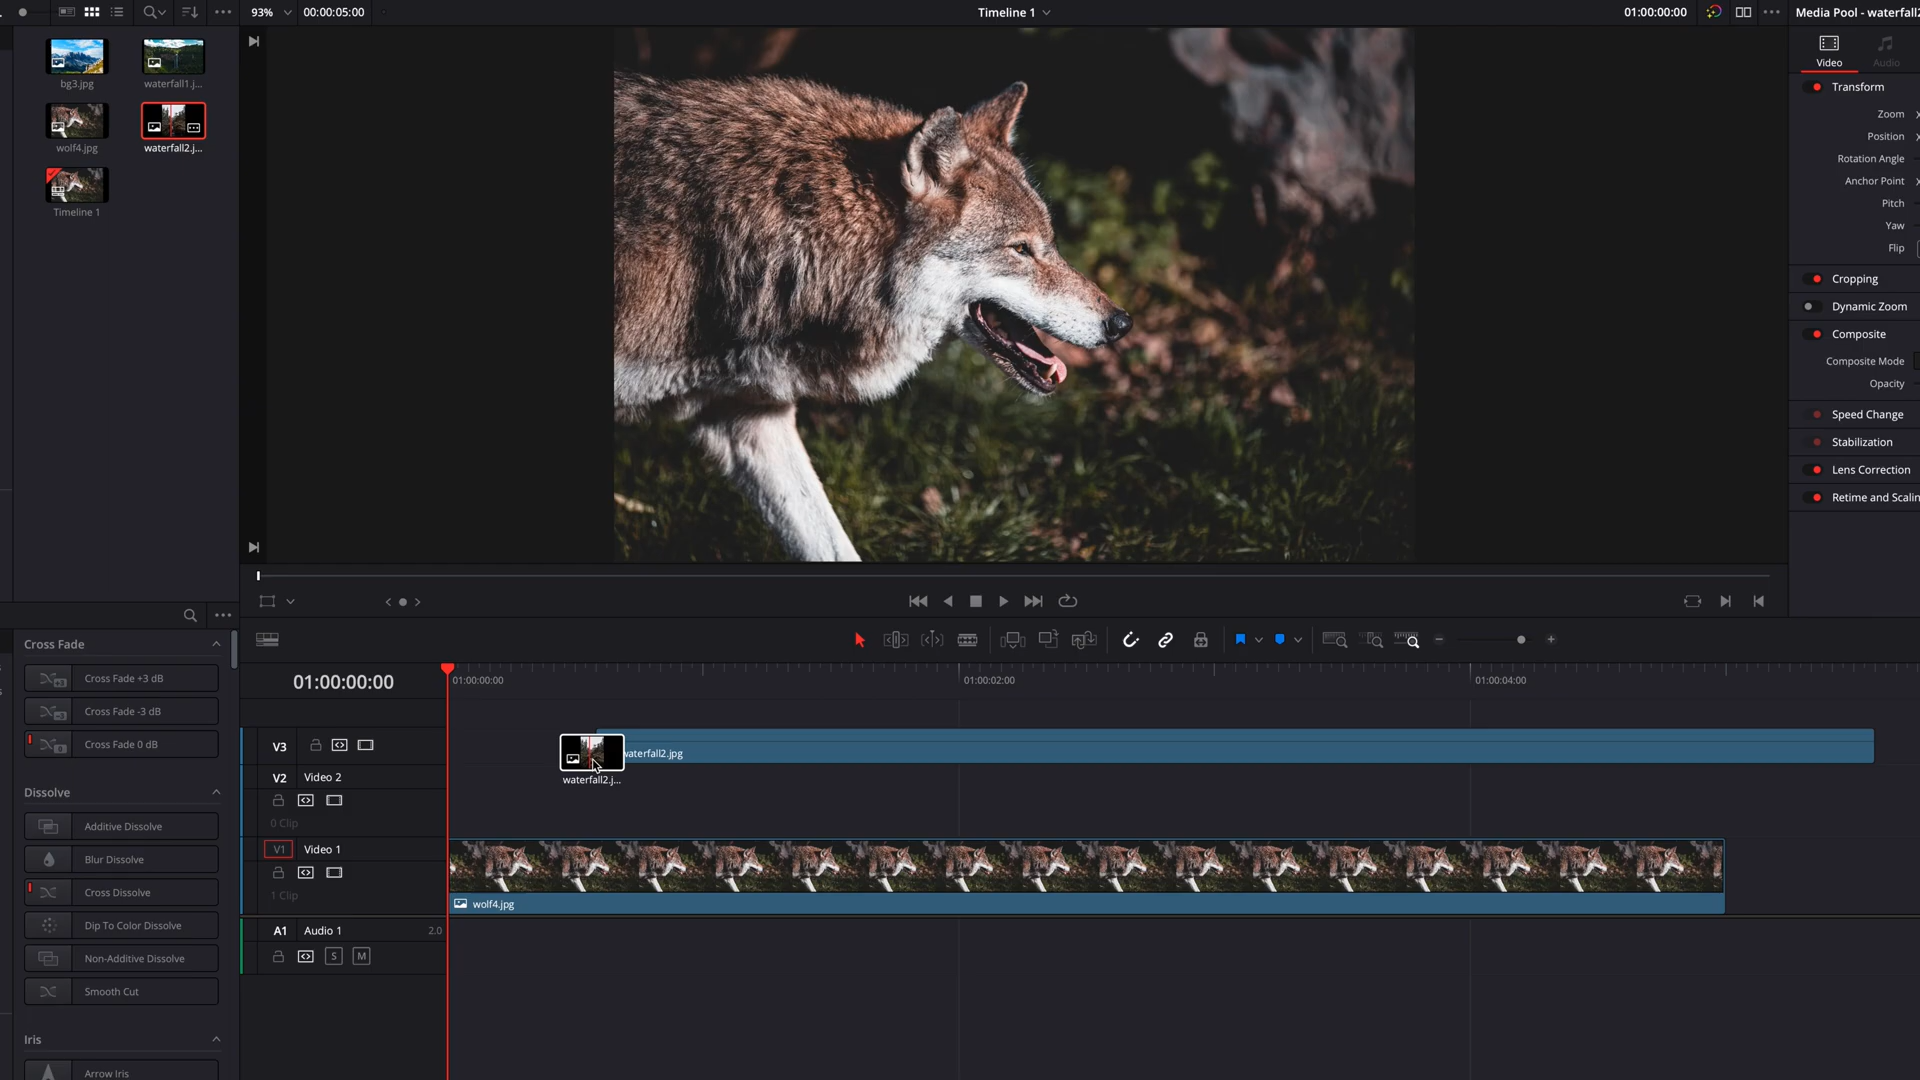 93%
00:00:05:00
Timeline 1
01:00:00:00
Media Pool - waterfall2
bg3.jpg
waterfall1.j...
wolf4.jpg
waterfall2.j...
Timeline 1
Video
Audio
Transform
Zoom
Position
Rotation Angle
Anchor Point
Pitch
Yaw
Flip
Cropping
Dynamic Zoom
Composite
Composite Mode
Opacity
Speed Change
Stabilization
Lens Correction
Retime and Scalin
Cross Fade
Cross Fade +3 dB
Cross Fade -3 dB
Cross Fade 0 dB
Dissolve
Additive Dissolve
Blur Dissolve
Cross Dissolve
Dip To Color Dissolve
Non-Additive Dissolve
Smooth Cut
Iris
Arrow Iris
01:00:00:00
01:00:00:00
01:00:02:00
01:00:04:00
V3
waterfall2.jpg
waterfall2.j...
V2 Video 2
0 Clip
V1 Video 1
1 Clip
wolf4.jpg
A1 Audio 1 2.0
S M